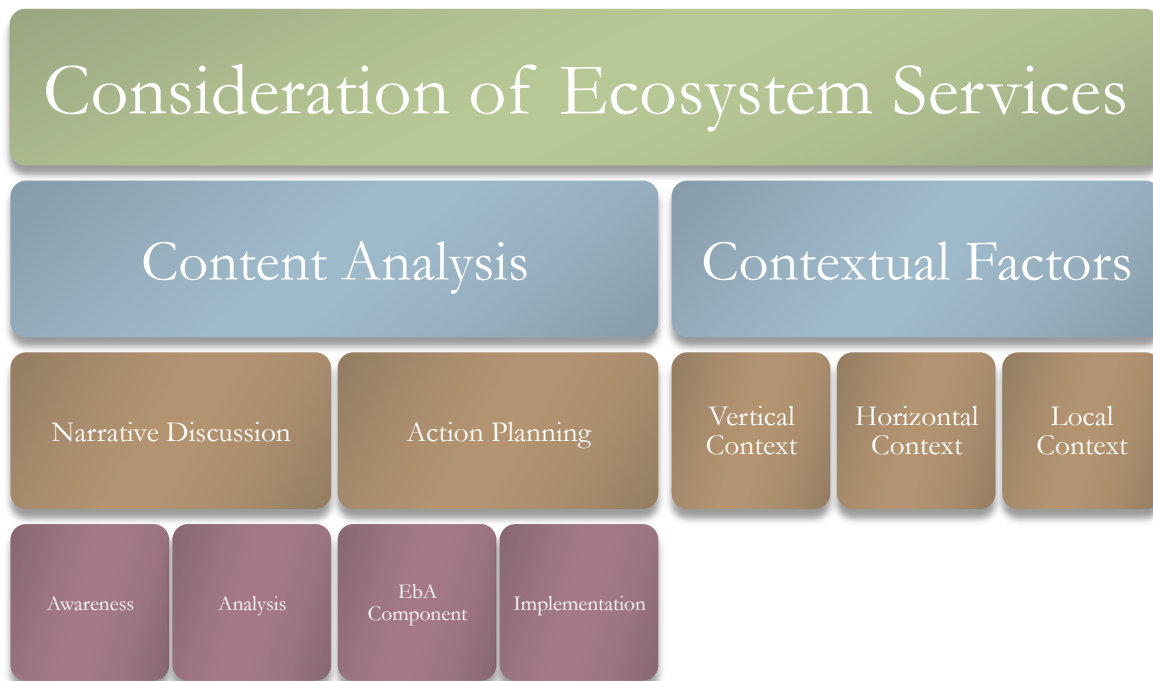 Consideration of Ecosystem Services
Content Analysis
Contextual Factors
Narrative Discussion
Action Planning
Vertical
Context
Horizontal
Context
Local
Context
Awareness
Analysis
EbA
Component
Implementation